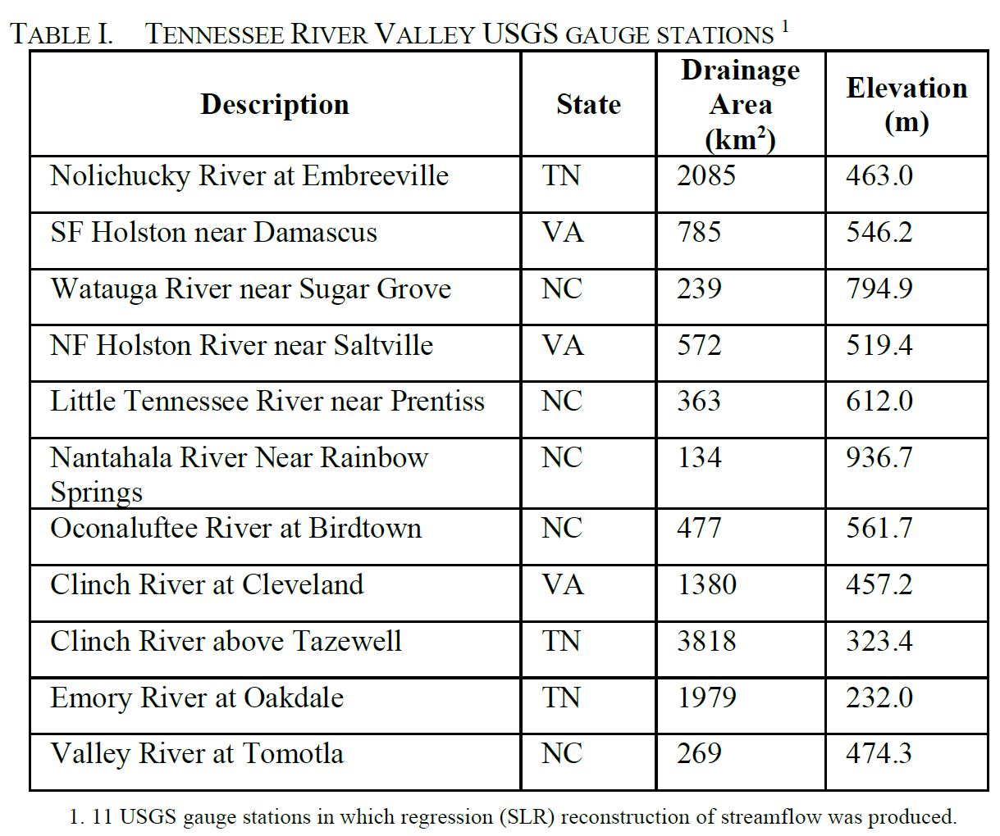 TABLE I. TENNESSEE RIVER VALLEY USGS GAUGE STATIONS 1
Description State Drainage Area (km²) Elevation (m)
Nolichucky River at Embreeville TN 2085 463.0
SF Holston near Damascus VA 785 546.2
Watauga River near Sugar Grove NC 239 794.9
NF Holston River near Saltville VA 572 519.4
Little Tennessee River near Prentiss NC 363 612.0
Nantahala River Near Rainbow Springs NC 134 936.7
Oconaluftee River at Birdtown NC 477 561.7
Clinch River at Cleveland VA 1380 457.2
Clinch River above Tazewell TN 3818 323.4
Emory River at Oakdale TN 1979 232.0
Valley River at Tomotla NC 269 474.3
1. 11 USGS gauge stations in which regression (SLR) reconstruction of streamflow was produced.